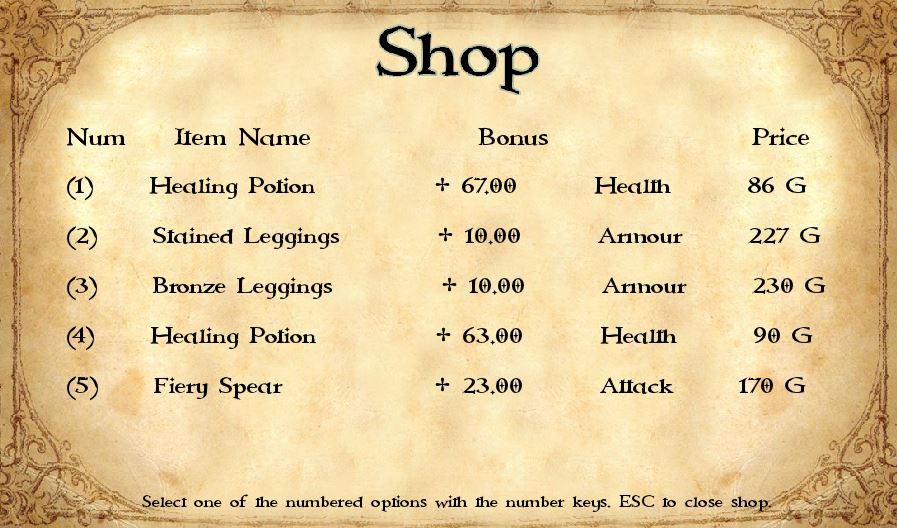 Shop
Num Item Name Bonus Price
(1) Healing Potion + 67.00 Health 86 G
(2) Stained Leggings + 10.00 Armour 227 G
(3) Bronze Leggings + 10.00 Armour 230 G
(4) Healing Potion + 63.00 Health 90 G
(5) Fiery Spear + 23.00 Attack 170 G
Select one of the numbered options with the number keys. ESC to close shop.